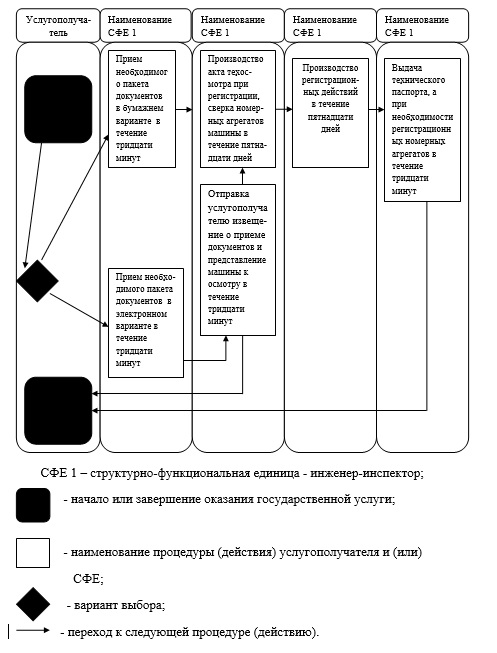 Услугополуча-
тель
Наименование
СФЕ 1
Наименование
СФЕ 1
Наименование
СФЕ 1
Наименование
СФЕ 1
Прием
необходимог
о пакета
документов
в бумажнем
варианте в
течение
тридцати
минут
Производство
акта техос-
мотра при
регистрации,
сверка номер-
ных агрегатов
машины в
течение пятна-
дцати дней
Производство
регистрацион-
ных действий
в течение
пятнадцати
дней
Выдача
технического
паспорта, а
при
необходимости
регистрационн
ых номерных
агрегатов в
течение
тридцати
минут
Отправка
услугополуча
телю извеще-
ние о приеме
документов и
представление
машины к
осмотру в
течение
тридцати
минут
Прием необхо-
димого пакета
документов в
электронном
варианте в
течение
тридцати
минут
СФЕ 1 – структурно-функциональная единица - инженер-инспектор;
- начало или завершение оказания государственной услуги;
- наименование процедуры (действия) услугополучателя и (или)
СФЕ;
- вариант выбора;
- переход к следующей процедуре (действию).